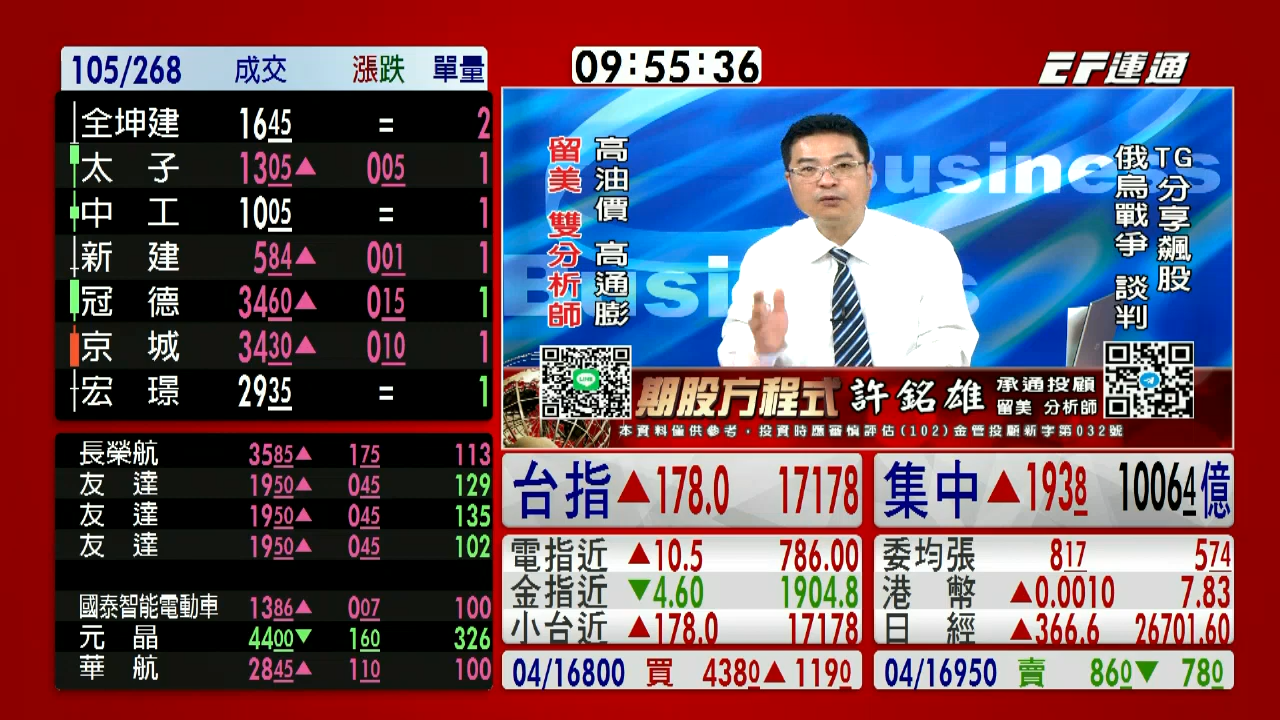 105/268 成交 漲跌 單量
全坤建 1645 = 2
太子 1305▲ 005 1
中工 1005 = 1
新建 584▲ 001 1
冠德 3460▲ 015 1
京城 3430▲ 010 1
宏璟 2935 = 1
長榮航 3585▲ 175 113
友達 1950▲ 045 129
友達 1950▲ 045 135
友達 1950▲ 045 102
國泰智能電動車 1386▲ 007 100
元晶 4400▼ 160 326
華航 2845▲ 110 100
09:55:36
EF運通
Business
Business
留美 雙分析師
高油價 高通膨
TG分享飆股
俄烏戰爭 談判
LINE
期股方程式 許銘雄
承通投顧
留美 分析師
本資料僅供參考，投資時應審慎評估(102)金管投顧新字第032號
台指▲178.0 17178
集中▲1938 10064億
電指近 ▲10.5 786.00
金指近 ▼4.60 1904.8
小台近 ▲178.0 17178
委均張 817 574
港幣 ▲0.0010 7.83
日經 ▲366.6 26701.60
04/16800 買 4380▲1190
04/16950 賣 860▼ 780